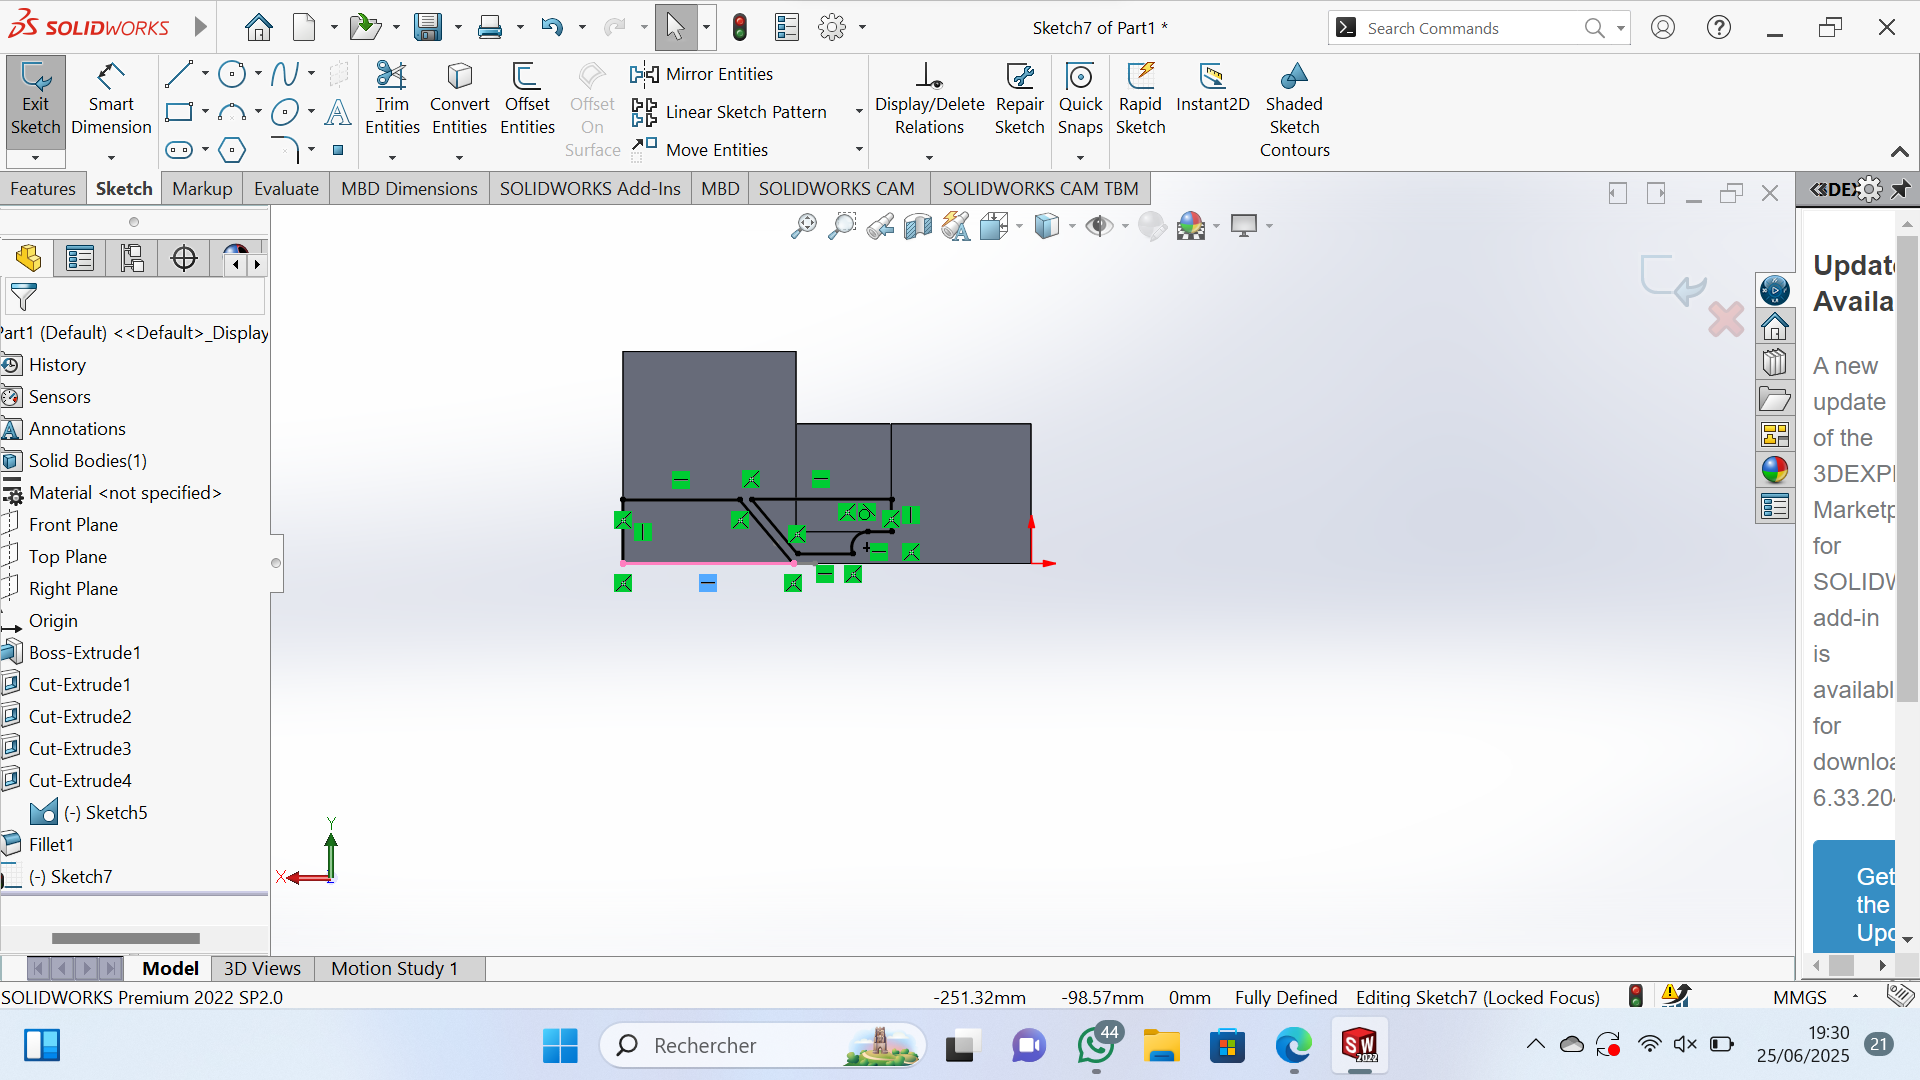 SOLIDWORKS
Sketch7 of Part1 *
Search Commands
Exit Sketch
Smart Dimension
Trim Entities
Convert Entities
Offset Entities
Offset On Surface
Mirror Entities
Linear Sketch Pattern
Move Entities
Display/Delete Relations
Repair Sketch
Quick Snaps
Rapid Sketch
Instant2D
Shaded Sketch Contours
Features
Sketch
Markup
Evaluate
MBD Dimensions
SOLIDWORKS Add-Ins
MBD
SOLIDWORKS CAM
SOLIDWORKS CAM TBM
Part1 (Default) <<Default>_Display
History
Sensors
Annotations
Solid Bodies(1)
Material <not specified>
Front Plane
Top Plane
Right Plane
Origin
Boss-Extrude1
Cut-Extrude1
Cut-Extrude2
Cut-Extrude3
Cut-Extrude4
(-) Sketch5
Fillet1
(-) Sketch7
Y
X
Z
Updat
Availa
A new
update
of the
3DEXPI
Marketp
for
SOLIDW
add-in
is
availabl
for
downloa
6.33.204
Get
the
Upd
Model
3D Views
Motion Study 1
SOLIDWORKS Premium 2022 SP2.0
-251.32mm
-98.57mm
0mm
Fully Defined
Editing Sketch7 (Locked Focus)
MMGS
Rechercher
44
SW
2022
19:30
25/06/2025
21